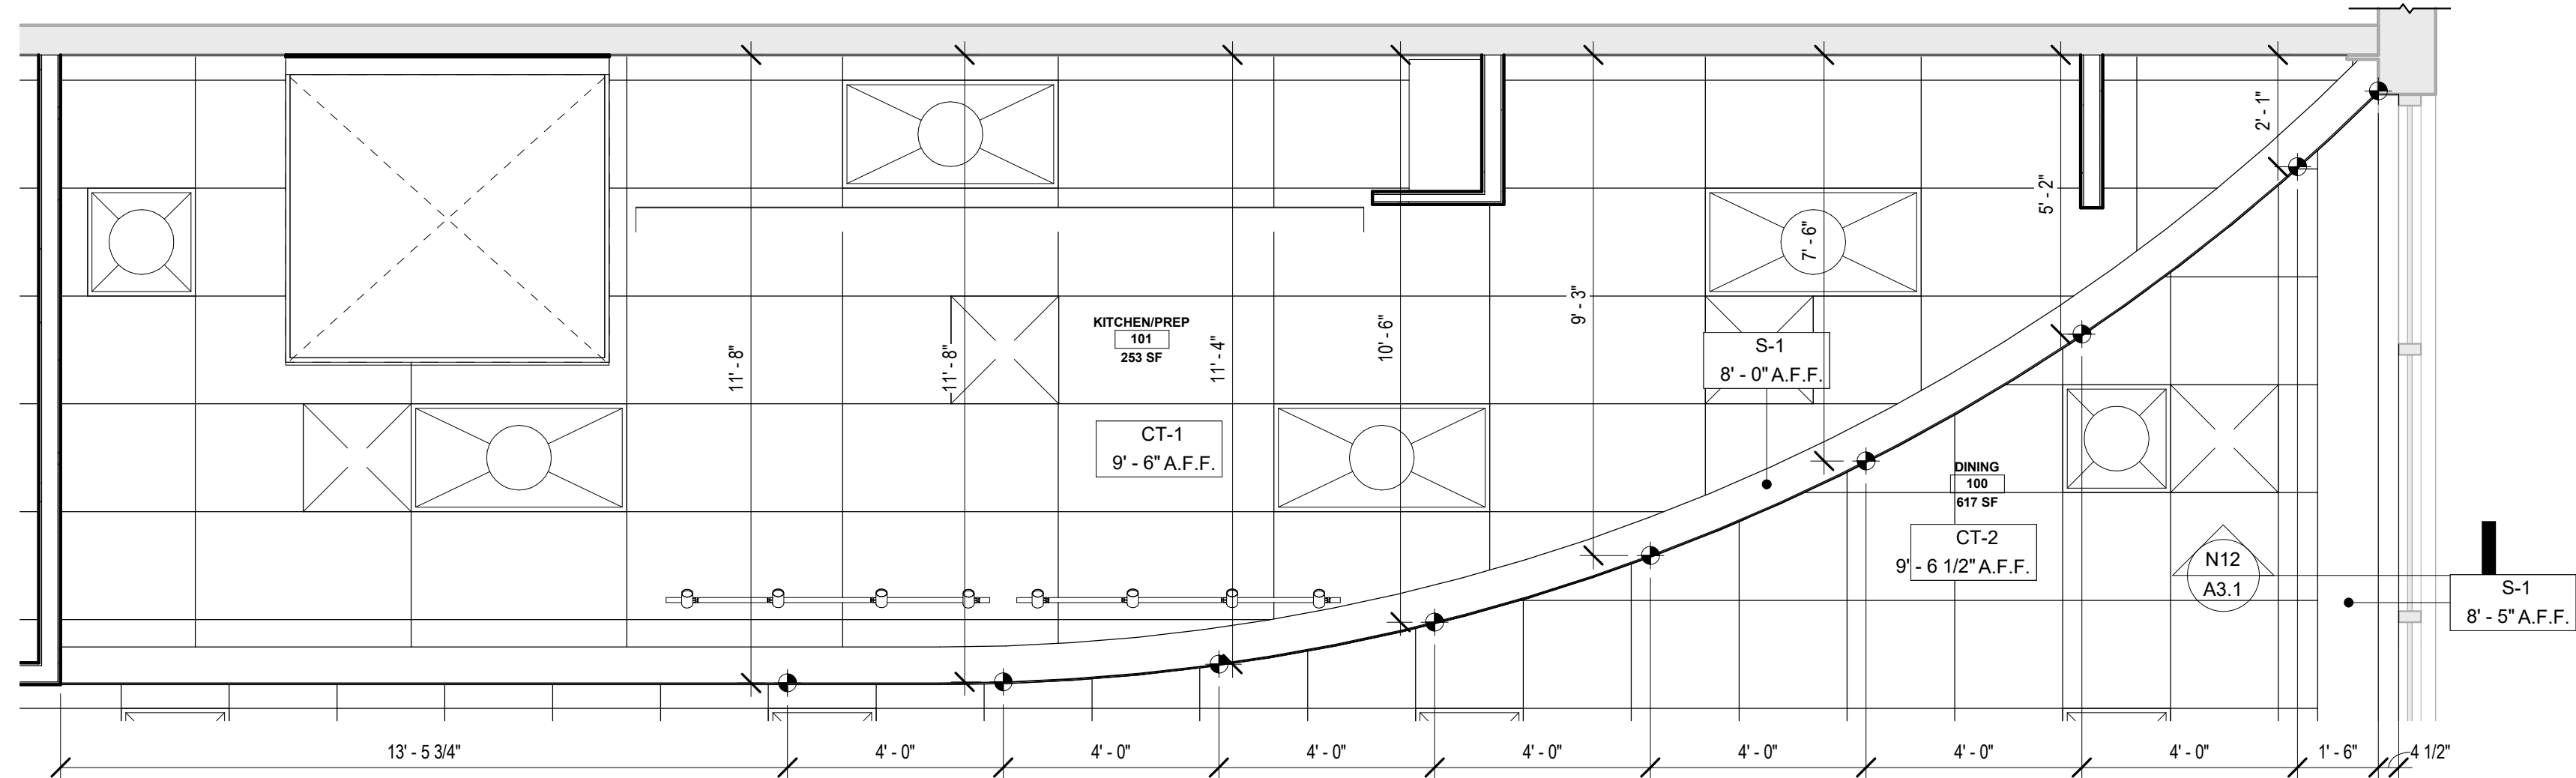 2' - 1"
5' - 2"
7' - 6"
9' - 3"
10' - 6"
11' - 4"
11' - 8"
11' - 8"
KITCHEN/PREP
101
253 SF
S-1
8' - 0" A.F.F.
CT-1
9' - 6" A.F.F.
DINING
100
617 SF
CT-2
9' - 6 1/2" A.F.F.
N12
A3.1
S-1
8' - 5" A.F.F.
13' - 5 3/4"
4' - 0"
4' - 0"
4' - 0"
4' - 0"
4' - 0"
4' - 0"
4' - 0"
1' - 6"
4 1/2"